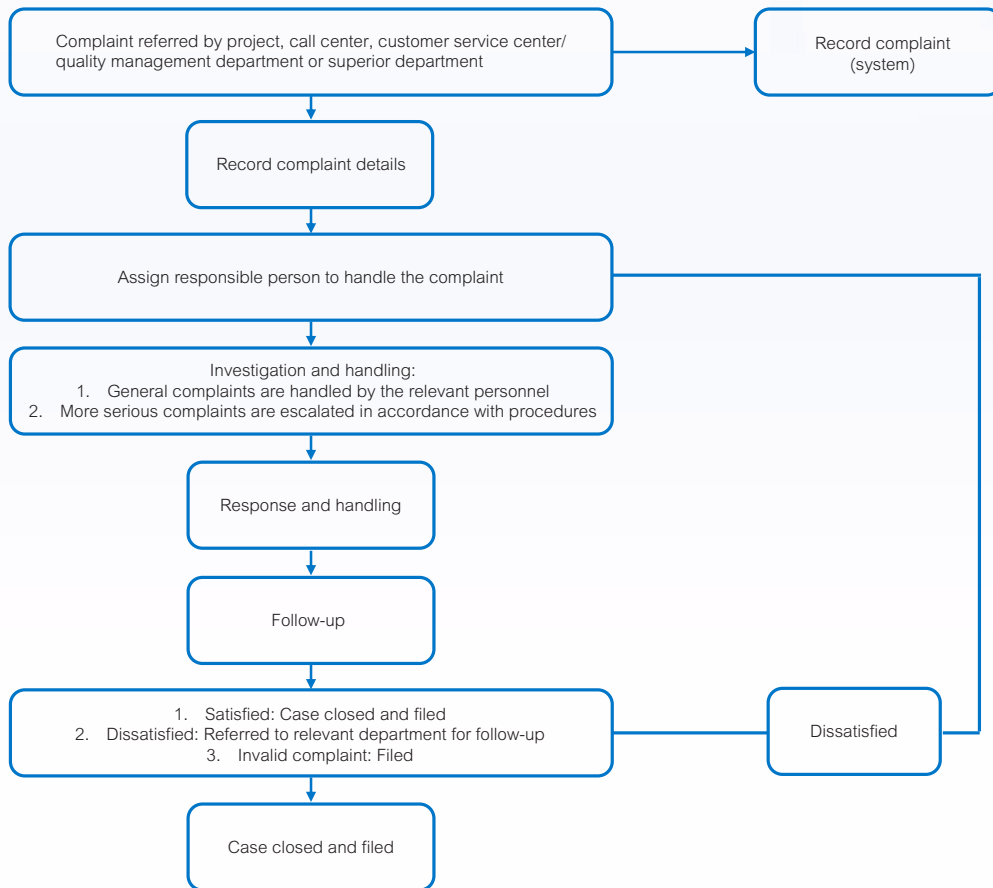 Complaint referred by project, call center, customer service center/
quality management department or superior department
Record complaint
(system)
Record complaint details
Assign responsible person to handle the complaint
Investigation and handling:
1. General complaints are handled by the relevant personnel
2. More serious complaints are escalated in accordance with procedures
Response and handling
Follow-up
1. Satisfied: Case closed and filed
2. Dissatisfied: Referred to relevant department for follow-up
3. Invalid complaint: Filed
Dissatisfied
Case closed and filed